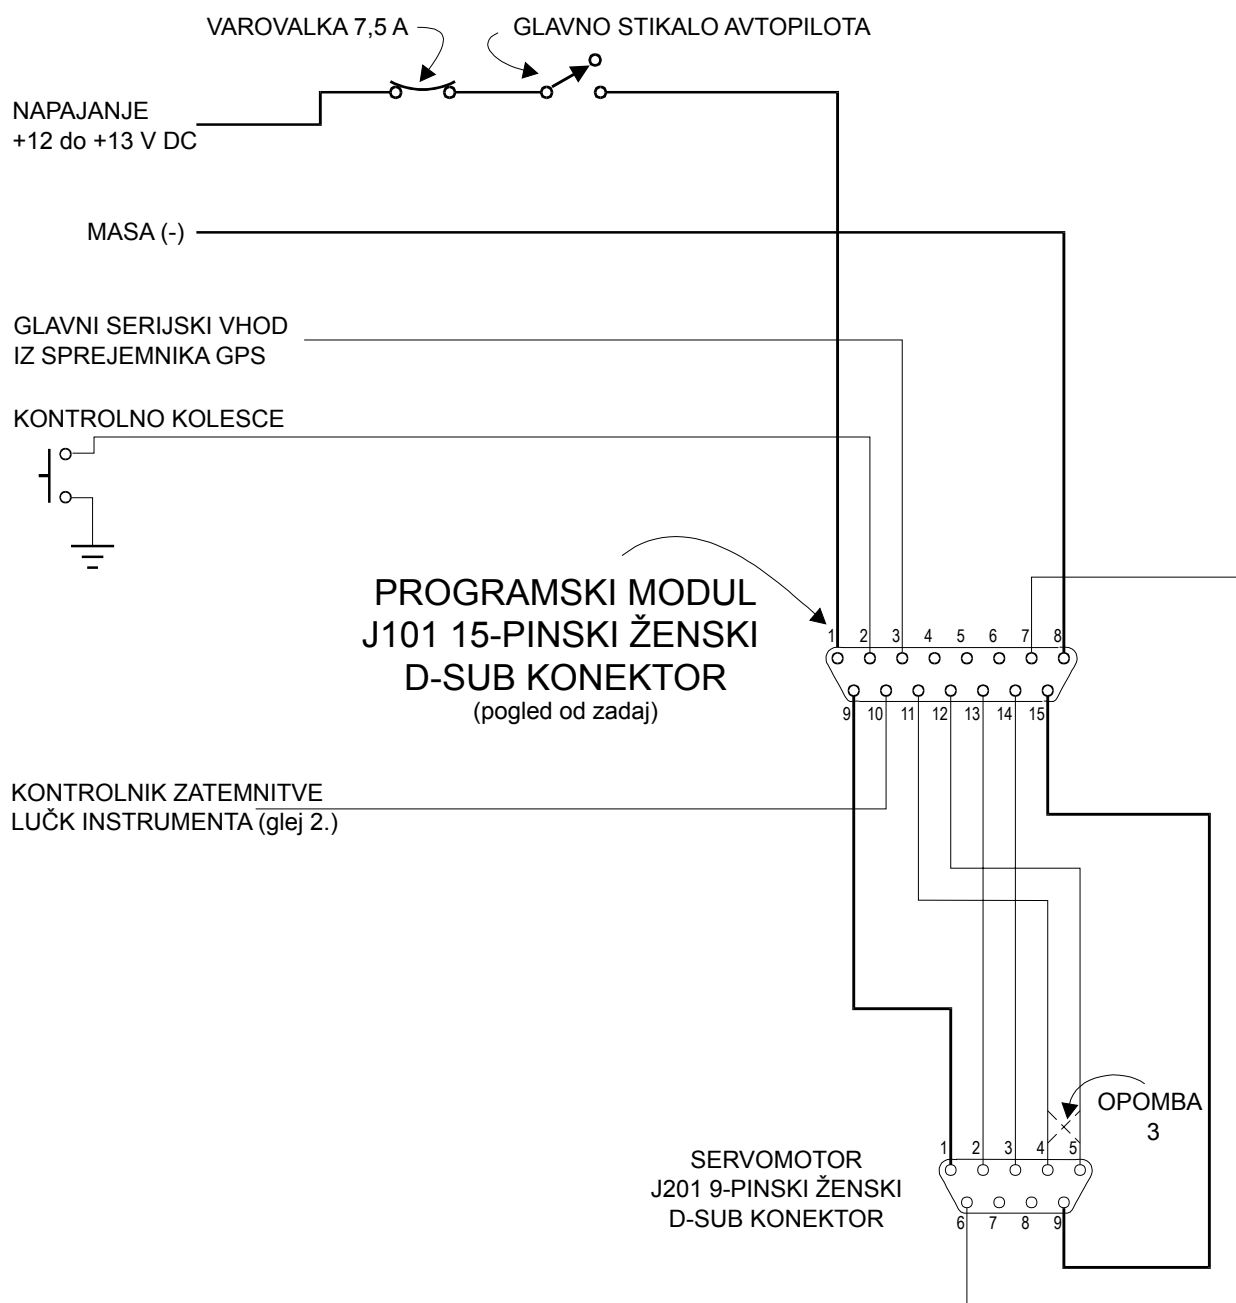 VAROVALKA 7,5 A
GLAVNO STIKALO AVTOPILOTA
NAPAJANJE
+12 do +13 V DC
MASA (-)
GLAVNI SERIJSKI VHOD
IZ SPREJEMNIKA GPS
KONTROLNO KOLESCE
PROGRAMSKI MODUL
J101 15-PINSKI ŽENSKI
D-SUB KONEKTOR
(pogled od zadaj)
1 2 3 4 5 6 7 8
9 10 11 12 13 14 15
KONTROLNIK ZATEMNITVE
LUČK INSTRUMENTA (glej 2.)
OPOMBA
3
SERVOMOTOR
J201 9-PINSKI ŽENSKI
D-SUB KONEKTOR
1 2 3 4 5
6 7 8 9